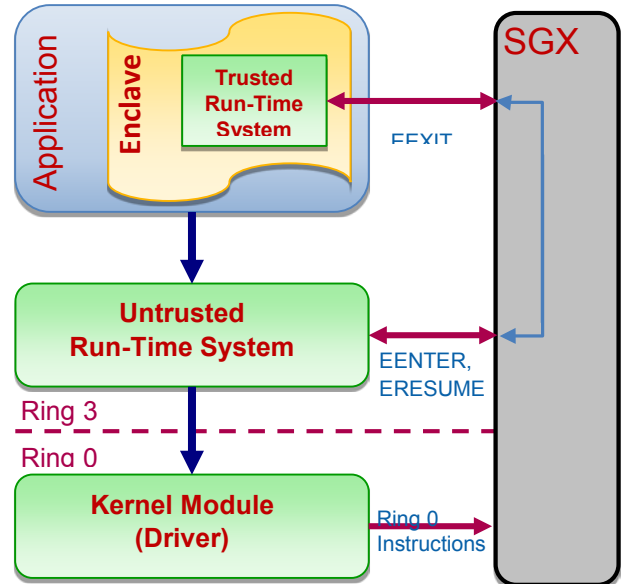 SGX
Application
Enclave
Trusted
Run-Time
System
EEXIT
Untrusted
Run-Time System
EENTER,
ERESUME
Ring 3
Ring 0
Kernel Module
(Driver)
Ring 0
Instructions